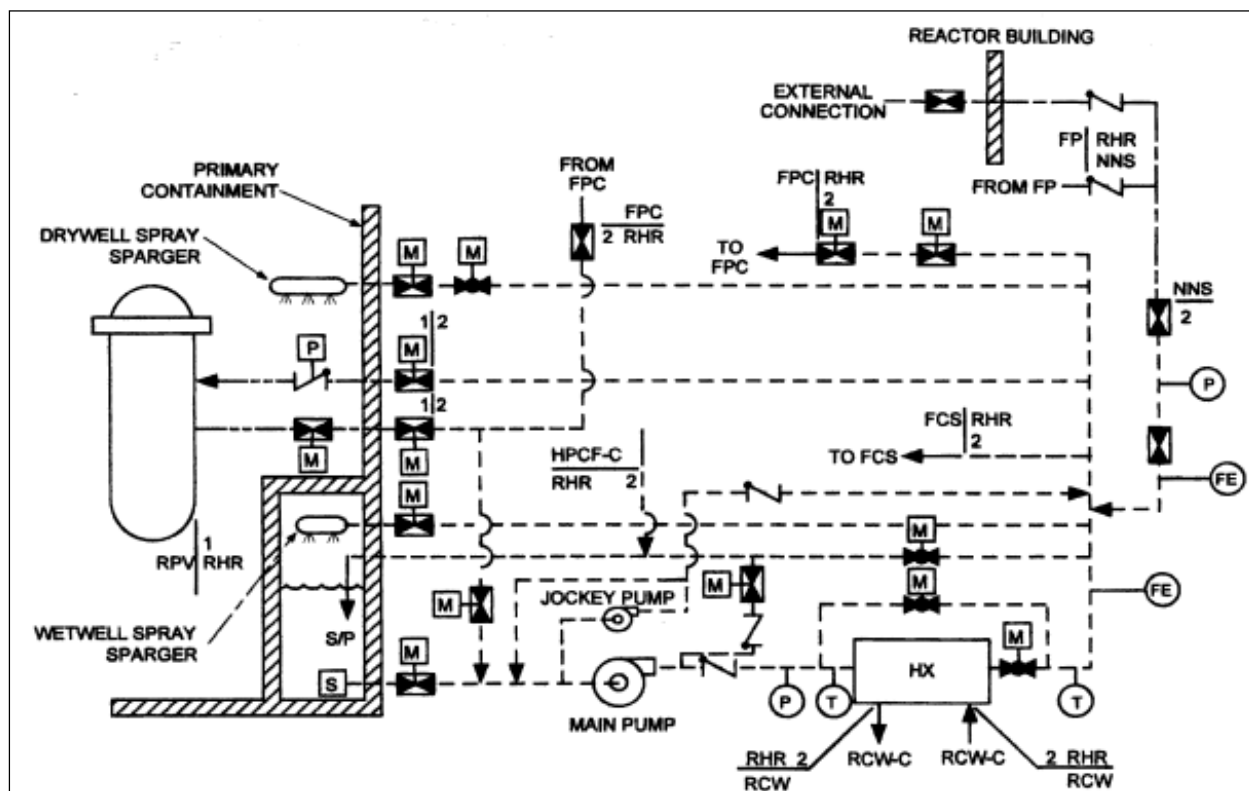 REACTOR BUILDING
EXTERNAL
CONNECTION
FP RHR
NNS
FROM FP
PRIMARY
CONTAINMENT
FROM
FPC
FPC RHR
2
FPC
2 RHR
DRYWELL SPRAY
SPARGER
M
M
M
M
TO
FPC
NNS
2
1 2
P
M
P
1 2
M
M
FCS RHR
2
TO FCS
HPCF-C
RHR 2
FE
M
M
1
RPV RHR
M
M
FE
M
JOCKEY PUMP
S/P
WETWELL SPRAY
SPARGER
M
M
S
HX
MAIN PUMP
P
T
T
RHR 2
RCW
RCW-C
RCW-C
2 RHR
RCW